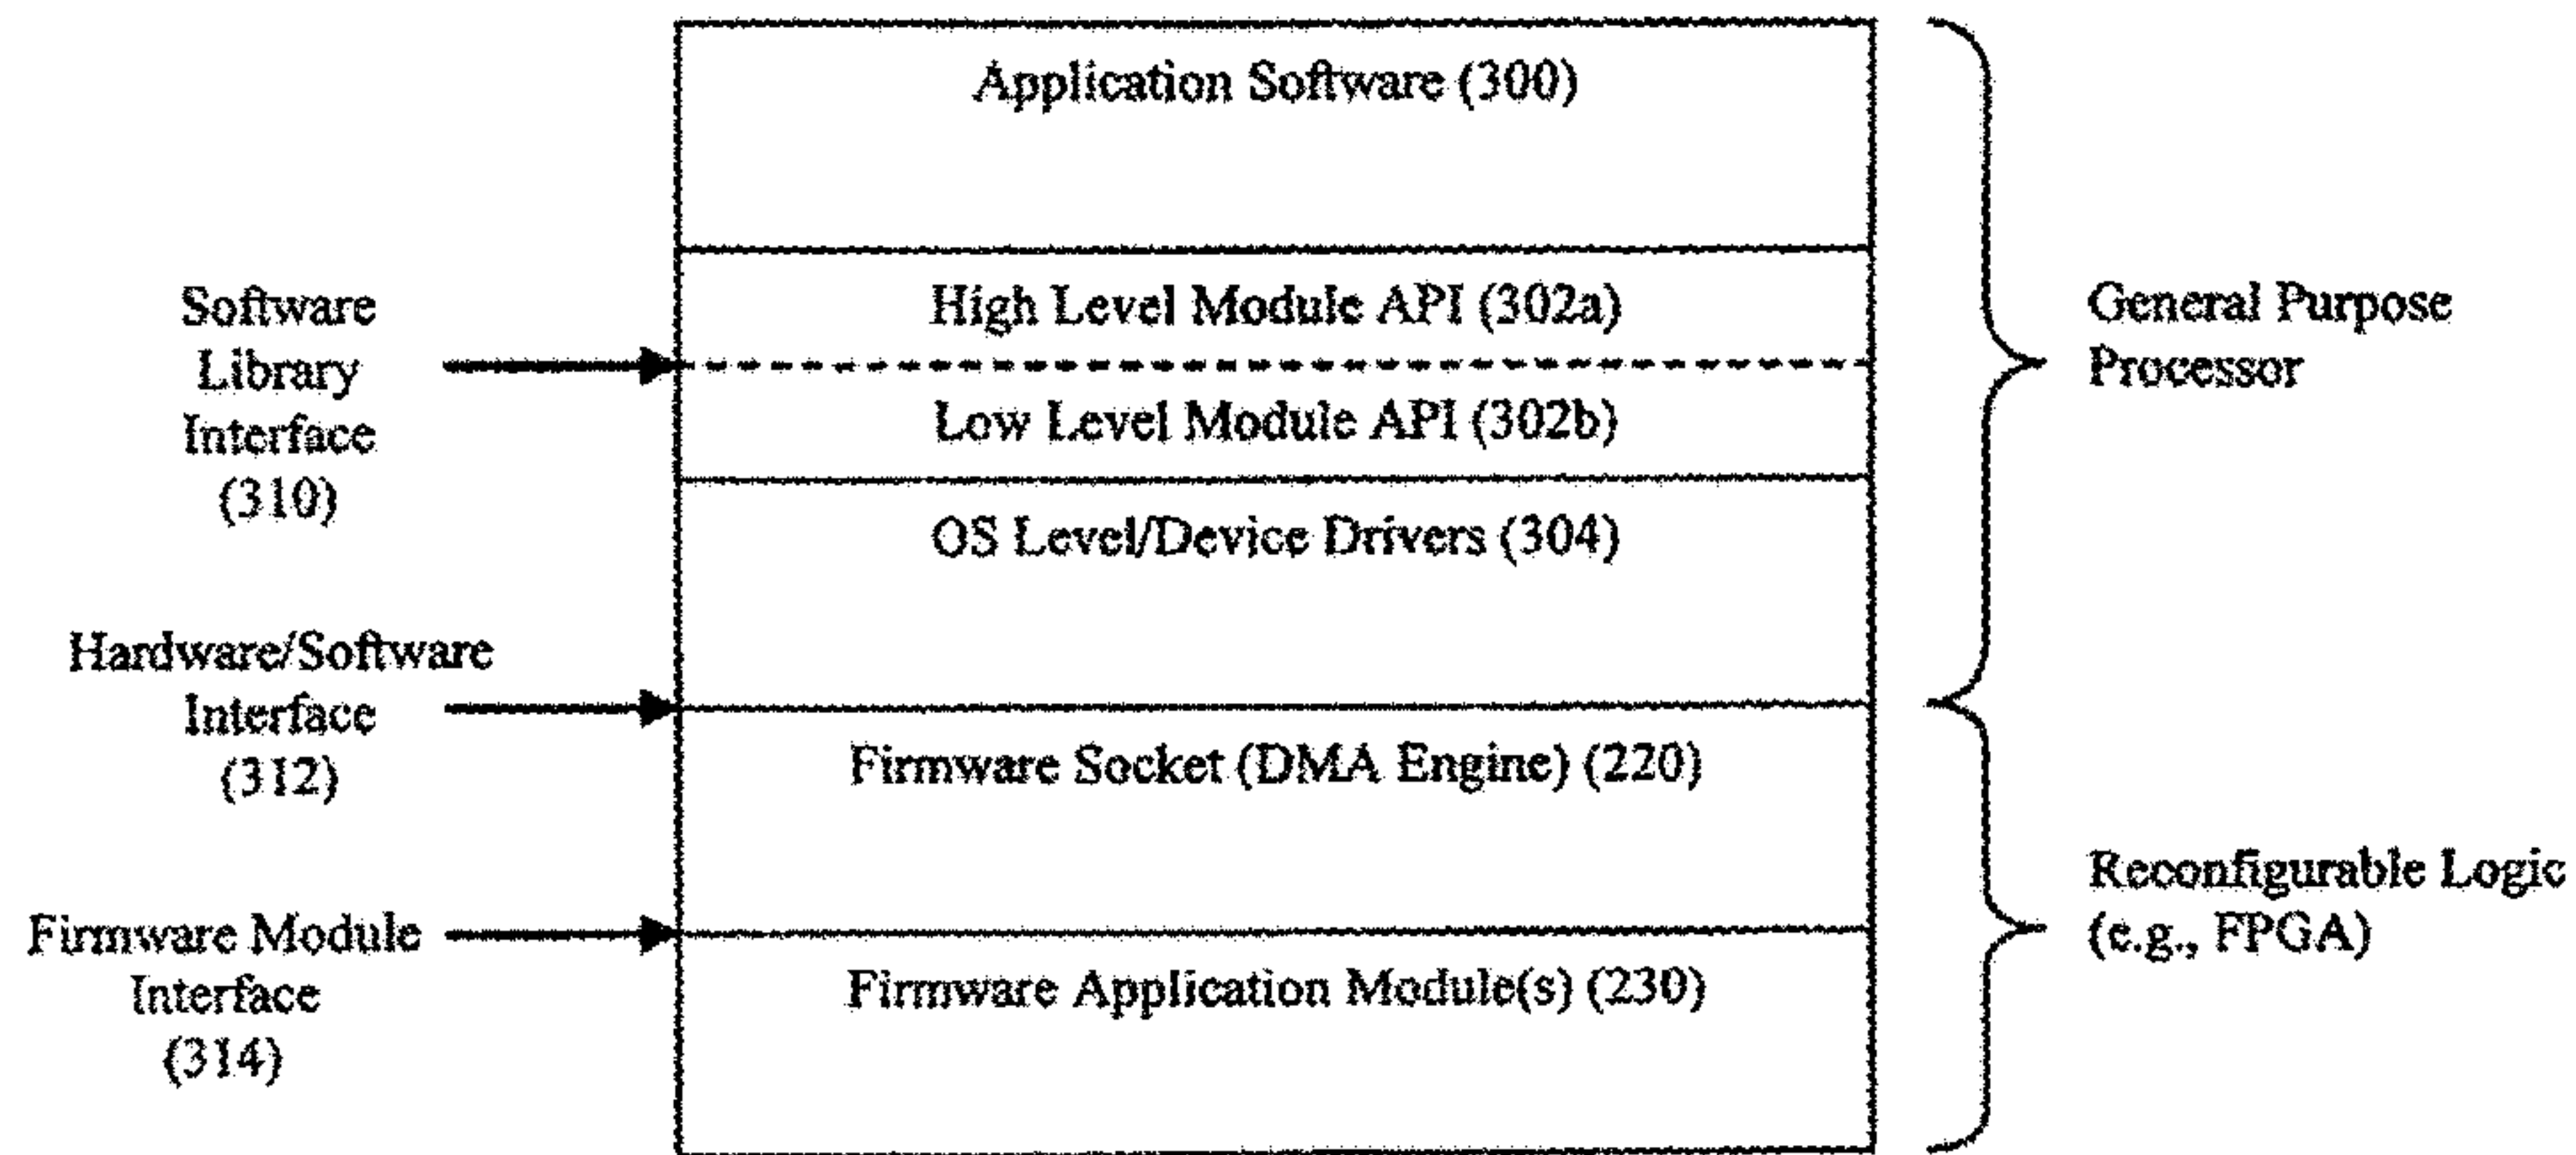 Application Software (300)
Software
Library
Interface
(310)
High Level Module API (302a)
Low Level Module API (302b)
General Purpose
Processor
OS Level/Device Drivers (304)
Hardware/Software
Interface
(312)
Firmware Socket (DMA Engine) (220)
Reconfigurable Logic
(e.g., FPGA)
Firmware Module
Interface
(314)
Firmware Application Module(s) (230)